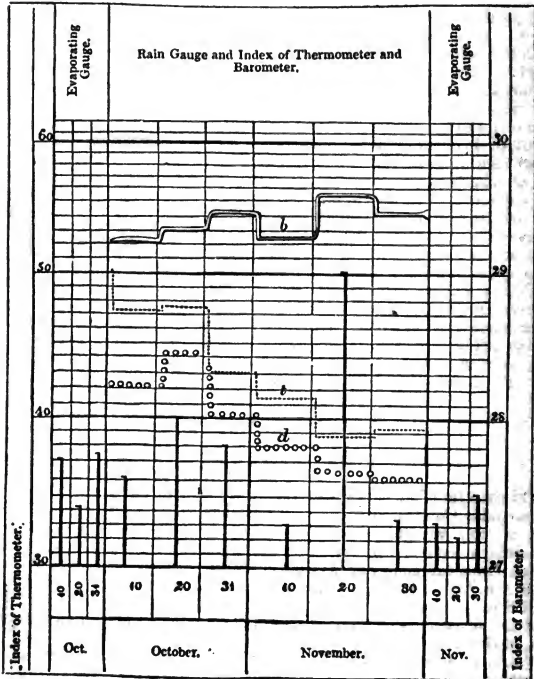 Evaporating
Gauge.
Rain Gauge and Index of Thermometer and
Barometer.
Evaporating
Gauge.
60
30
b
50
29
t
40
28
d
30
27
10 20 31 10 20 31 10 20 30 10 20 30
Oct. October. November. Nov.
Index of Thermometer.
Index of Barometer.